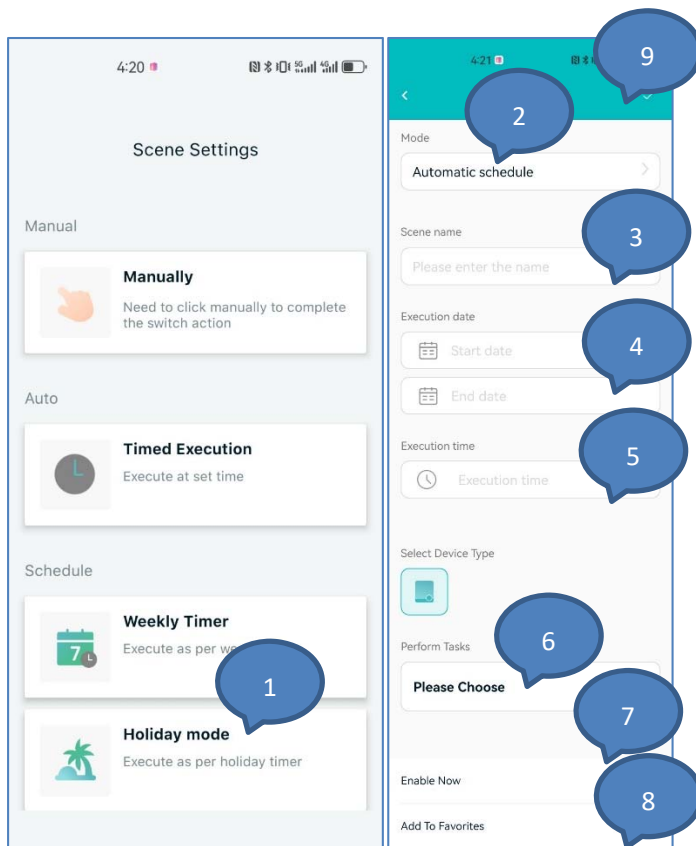 4:20
Scene Settings
Manual
Manually
Need to click manually to complete
the switch action
Auto
Timed Execution
Execute at set time
Schedule
7
Weekly Timer
Execute as per
1
Holiday mode
Execute as per holiday timer
4:21
9
2
Mode
Automatic schedule
3
Scene name
Please enter the name
Execution date
4
Start date
End date
5
Execution time
Execution time
Select Device Type
6
Perform Tasks
Please Choose
7
Enable Now
8
Add To Favorites